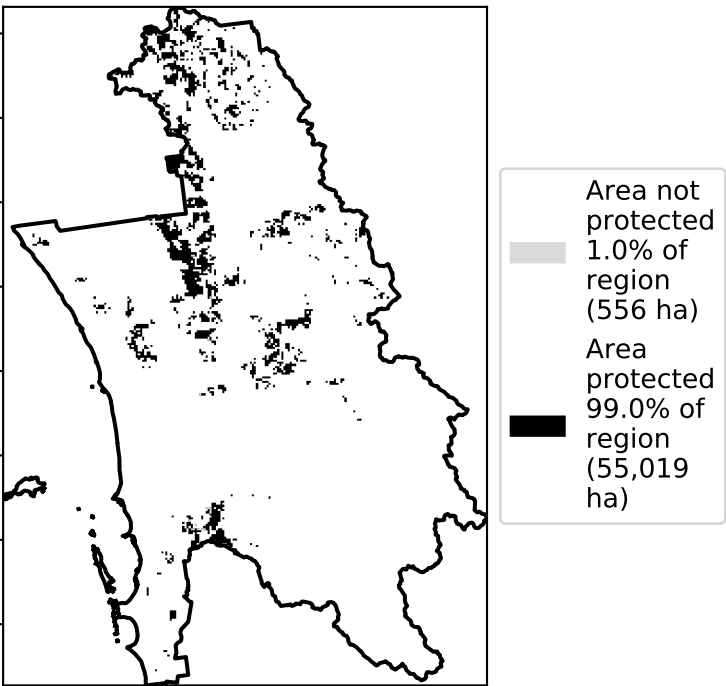 Area not
protected
1.0% of
region
(556 ha)
Area
protected
99.0% of
region
(55,019
ha)